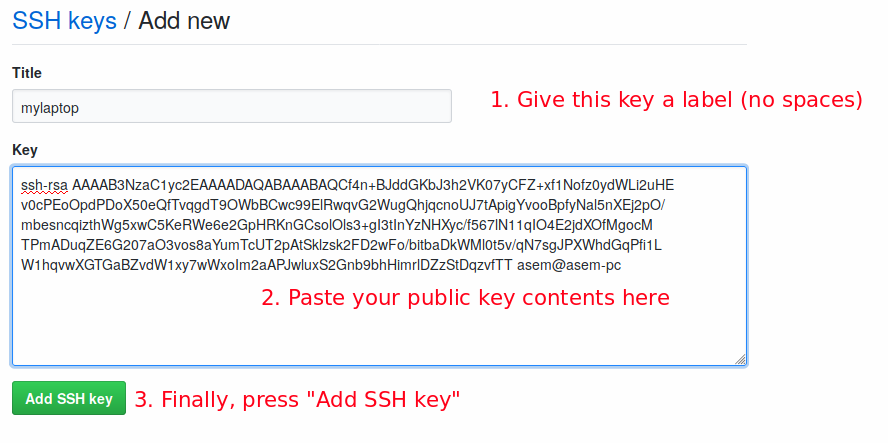 SSH keys / Add new
Title
mylaptop
1. Give this key a label (no spaces)
Key
ssh-rsa AAAAB3NzaC1yc2EAAAADAQABAAABAQCf4n+BJddGKbJ3h2VK07yCFZ+xf1Nofz0ydWLi2uHE
v0cPEoOpdPDoX50eQfTvqgdT9OWbBCwc99ElRwqvG2WugQhjqcnoUJ7tApigYvooBpfyNal5nXEj2pO/
mbesncqizthWg5xwC5KeRWe6e2GpHRKnGCsolOls3+gI3tInYzNHXyc/f567lN11qIO4E2jdXOfMgocM
TPmADuqZE6G207aO3vos8aYumTcUT2pAtSklzsk2FD2wFo/bitbaDkWMl0t5v/qN7sgJPXWhdGqPfi1L
W1hqvwXGTGaBZvdW1xy7wWxoIm2aAPJwluxS2Gnb9bhHimrlDZzStDqzvfTT asem@asem-pc
2. Paste your public key contents here
Add SSH key
3. Finally, press "Add SSH key"